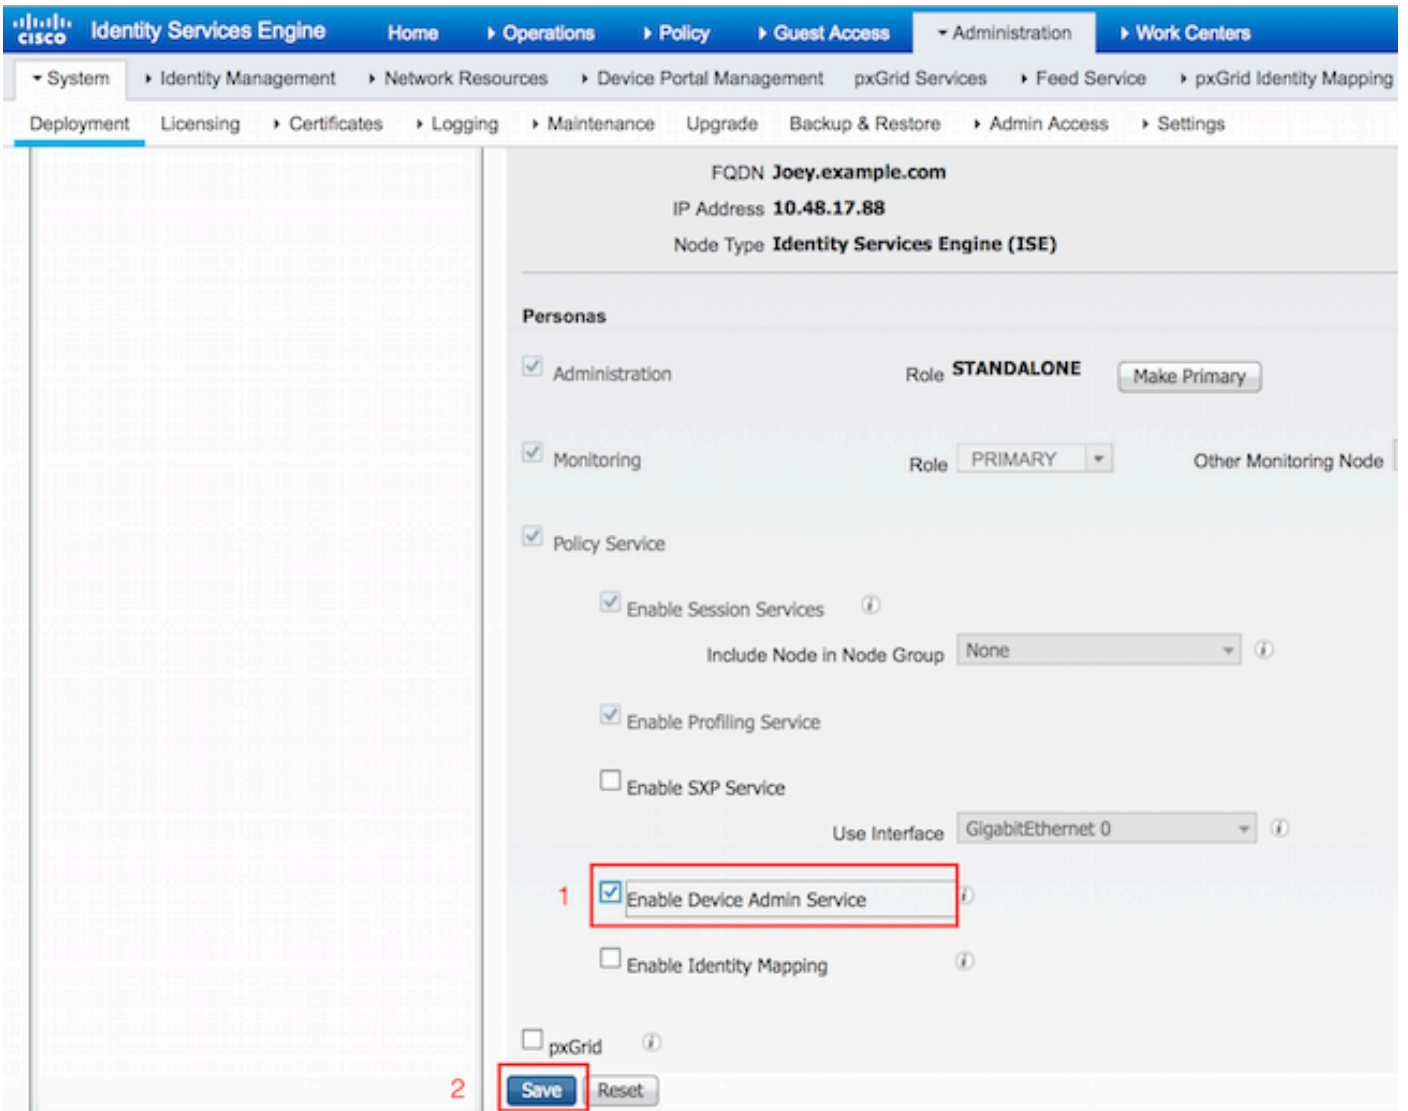 cisco Identity Services Engine Home Operations Policy Guest Access Administration Work Centers
System Identity Management Network Resources Device Portal Management pxGrid Services Feed Service pxGrid Identity Mapping
Deployment Licensing Certificates Logging Maintenance Upgrade Backup & Restore Admin Access Settings
FQDN Joey.example.com
IP Address 10.48.17.88
Node Type Identity Services Engine (ISE)
Personas
Administration Role STANDALONE Make Primary
Monitoring Role PRIMARY Other Monitoring Node
Policy Service
Enable Session Services
Include Node in Node Group None
Enable Profiling Service
Enable SXP Service
Use Interface GigabitEthernet 0
1 Enable Device Admin Service
Enable Identity Mapping
pxGrid
2 Save Reset